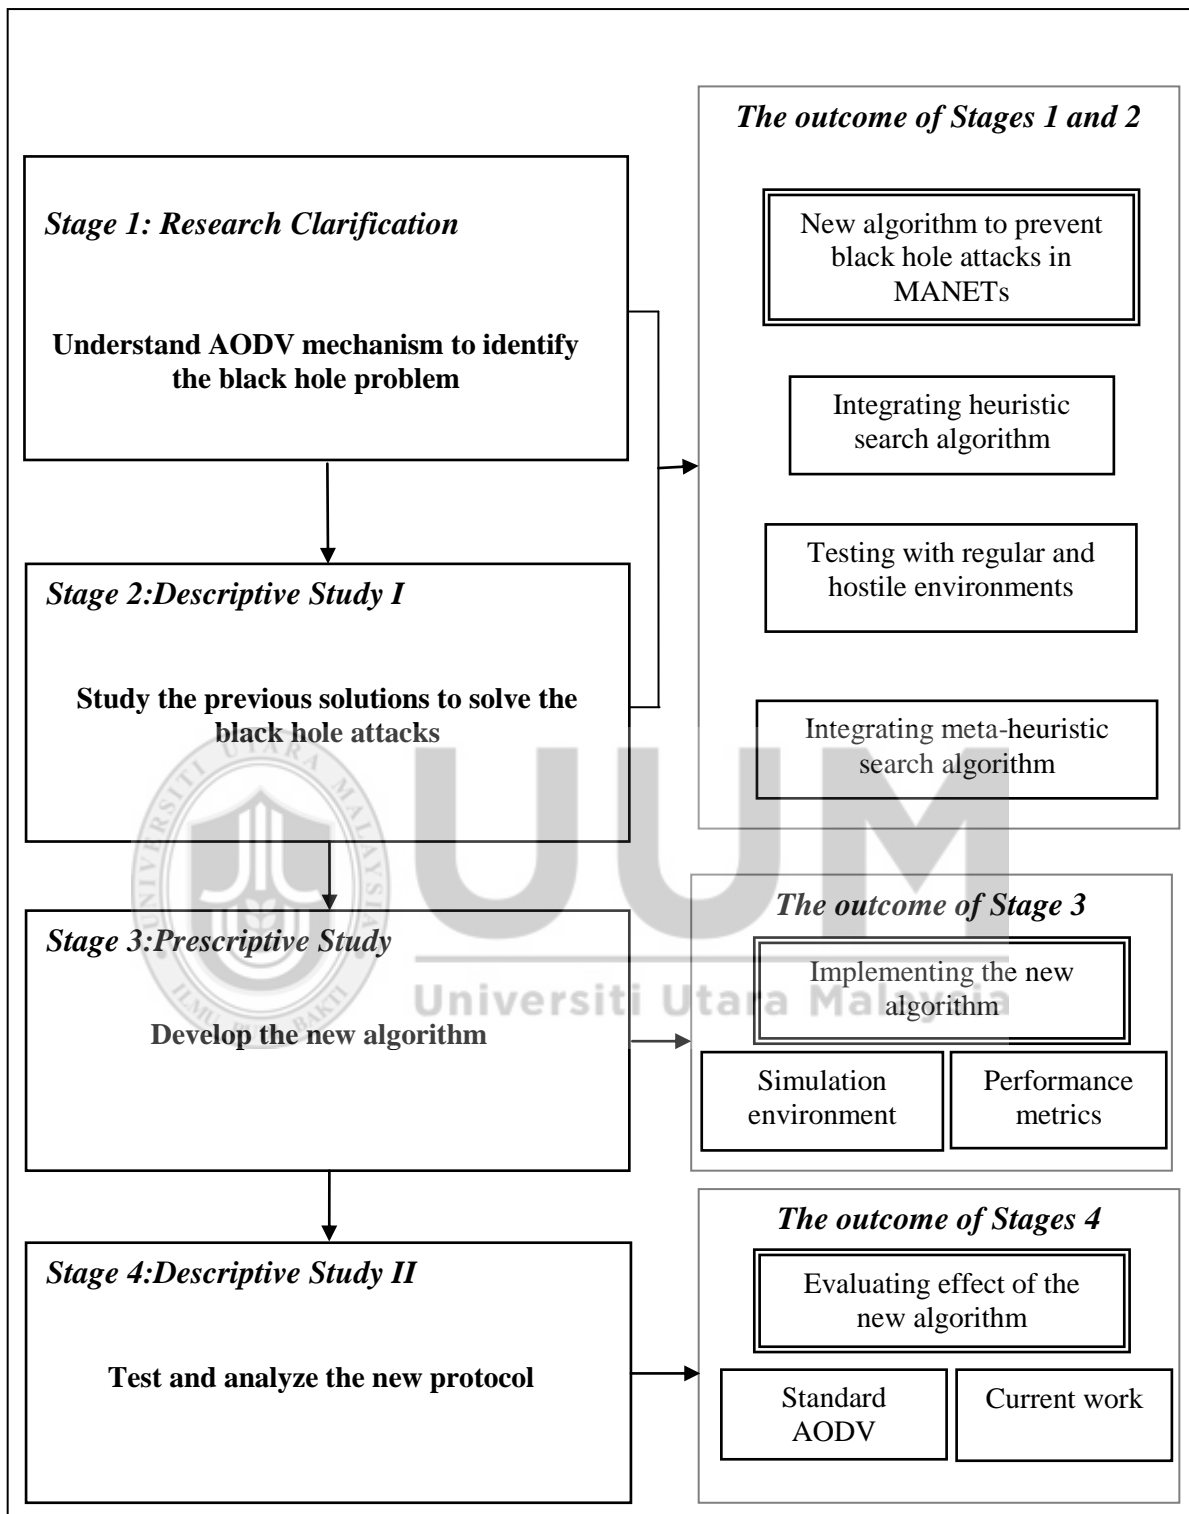 The outcome of Stages 1 and 2
Stage 1: Research Clarification
Understand AODV mechanism to identify
the black hole problem
New algorithm to prevent
black hole attacks in
MANETs
Integrating heuristic
search algorithm
Testing with regular and
hostile environments
Integrating meta-heuristic
search algorithm
Stage 2:Descriptive Study I
Study the previous solutions to solve the
black hole attacks
Stage 3:Prescriptive Study
Develop the new algorithm
The outcome of Stage 3
Implementing the new
algorithm
Simulation
environment
Performance
metrics
Stage 4:Descriptive Study II
Test and analyze the new protocol
The outcome of Stages 4
Evaluating effect of the
new algorithm
Standard
AODV
Current work
UNIVERSITI UTARA MALAYSIA
UUM
Universiti Utara Malaysia